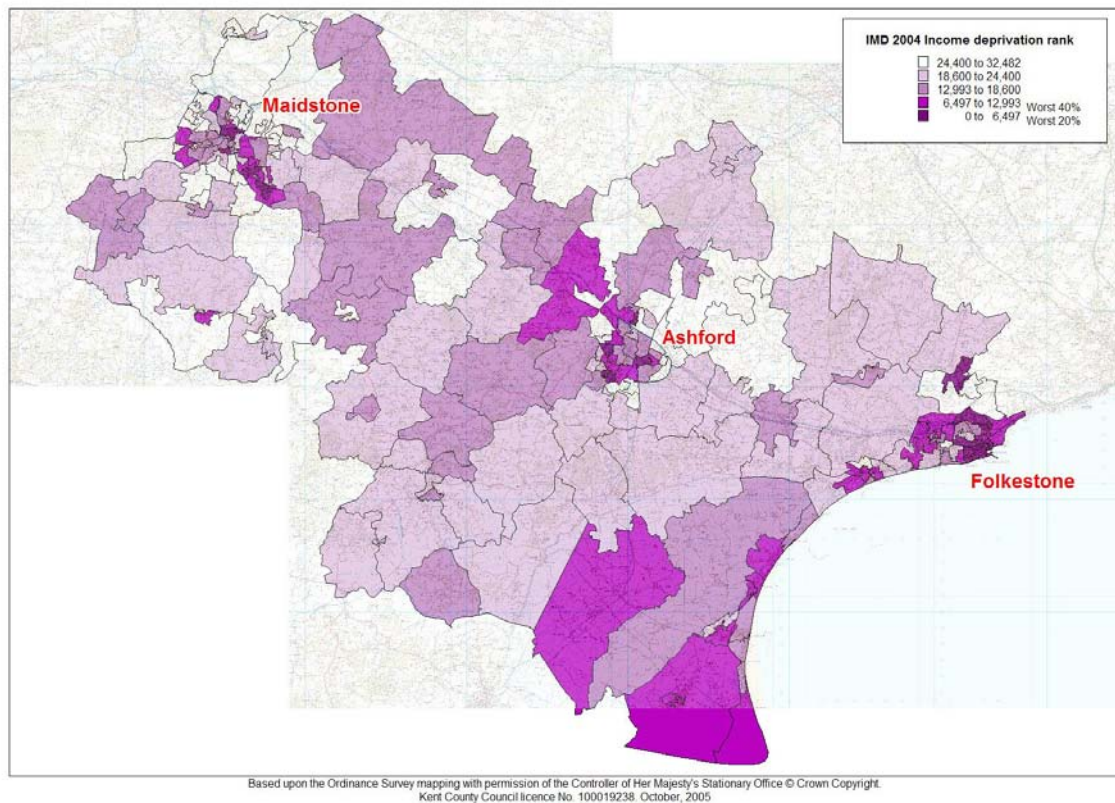 IMD 2004 Income deprivation rank
24,400 to 32,482
18,600 to 24,400
12,993 to 18,600
6,497 to 12,993 Worst 40%
0 to 6,497 Worst 20%
Maidstone
Ashford
Folkestone
Based upon the Ordinance Survey mapping with permission of the Controller of Her Majesty's Stationary Office © Crown Copyright.
Kent County Council licence No. 100019238. October, 2005